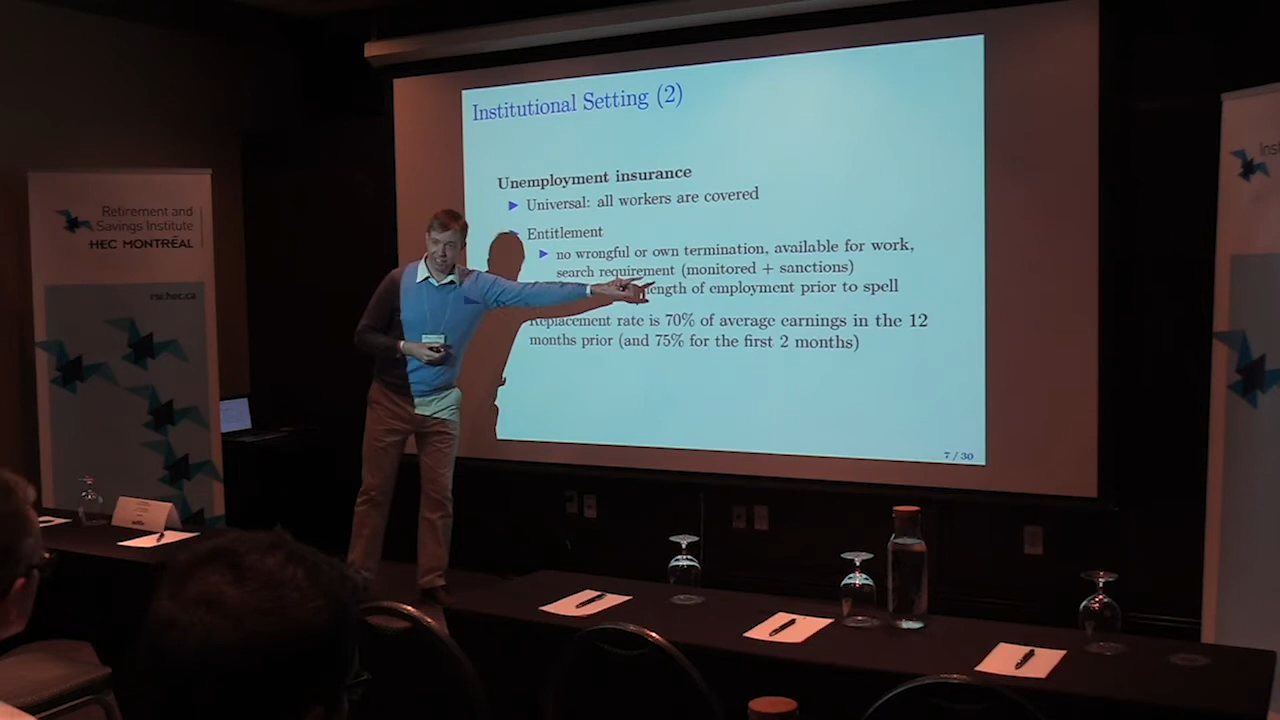 Institutional Setting (2)
Unemployment insurance
Universal: all workers are covered
Entitlement
no wrongful or own termination, available for work,
search requirement (monitored + sanctions)
length of employment prior to spell
Replacement rate is 70% of average earnings in the 12
months prior (and 75% for the first 2 months)
7 / 30
Retirement and
Savings Institute
HEC MONTRÉAL
rsi.hec.ca